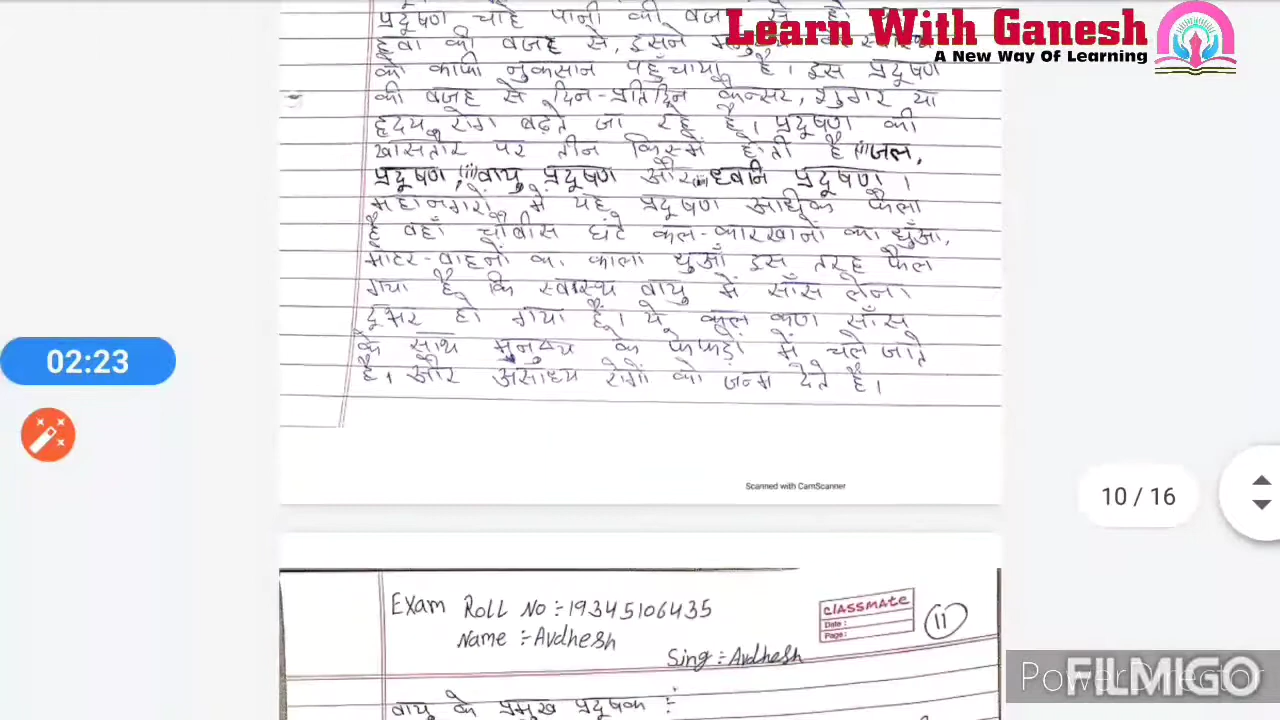 प्रदूषण चाहे पानी की वजह से हो
Learn With Ganesh
A New Way Of Learning
हवा की वजह से, इसने
को काफी नुकसान पहुँचाया है। इस प्रदूषण
की वजह से दिन-प्रतिदिन केन्सर, शुगर या
हृदय रोग बढ़ते जा रहे है। प्रदूषण की
खासतौर पर तीन किस्में होती है (i) जल,
प्रदूषण, (ii) वायु प्रदूषण और (iii) ध्वनि प्रदूषण।
महानगरों में यह प्रदूषण अधिक फैला
है वहाँ चौबीस घंटे कल-कारखानों का धुँआ,
मोटर-वाहनों का काला धुआँ इस तरह फैल
गया है कि स्वास्थ्य वायु में साँस लेना
दूभर हो गया है। ये कण साँस
02:23
के साथ मुनष्य के फेफड़ों में चले जाते
है। और असाध्य रोगों को जन्म देते है।
Scanned with CamScanner
10 / 16
Exam Roll No :- 19345106435
Name :- Avdhesh
Sing :- Avdhesh
CLASSMATE
Date :
Page :
11
वायु के प्रमुख प्रदूषक :-
PowerDirector
FILMIGO